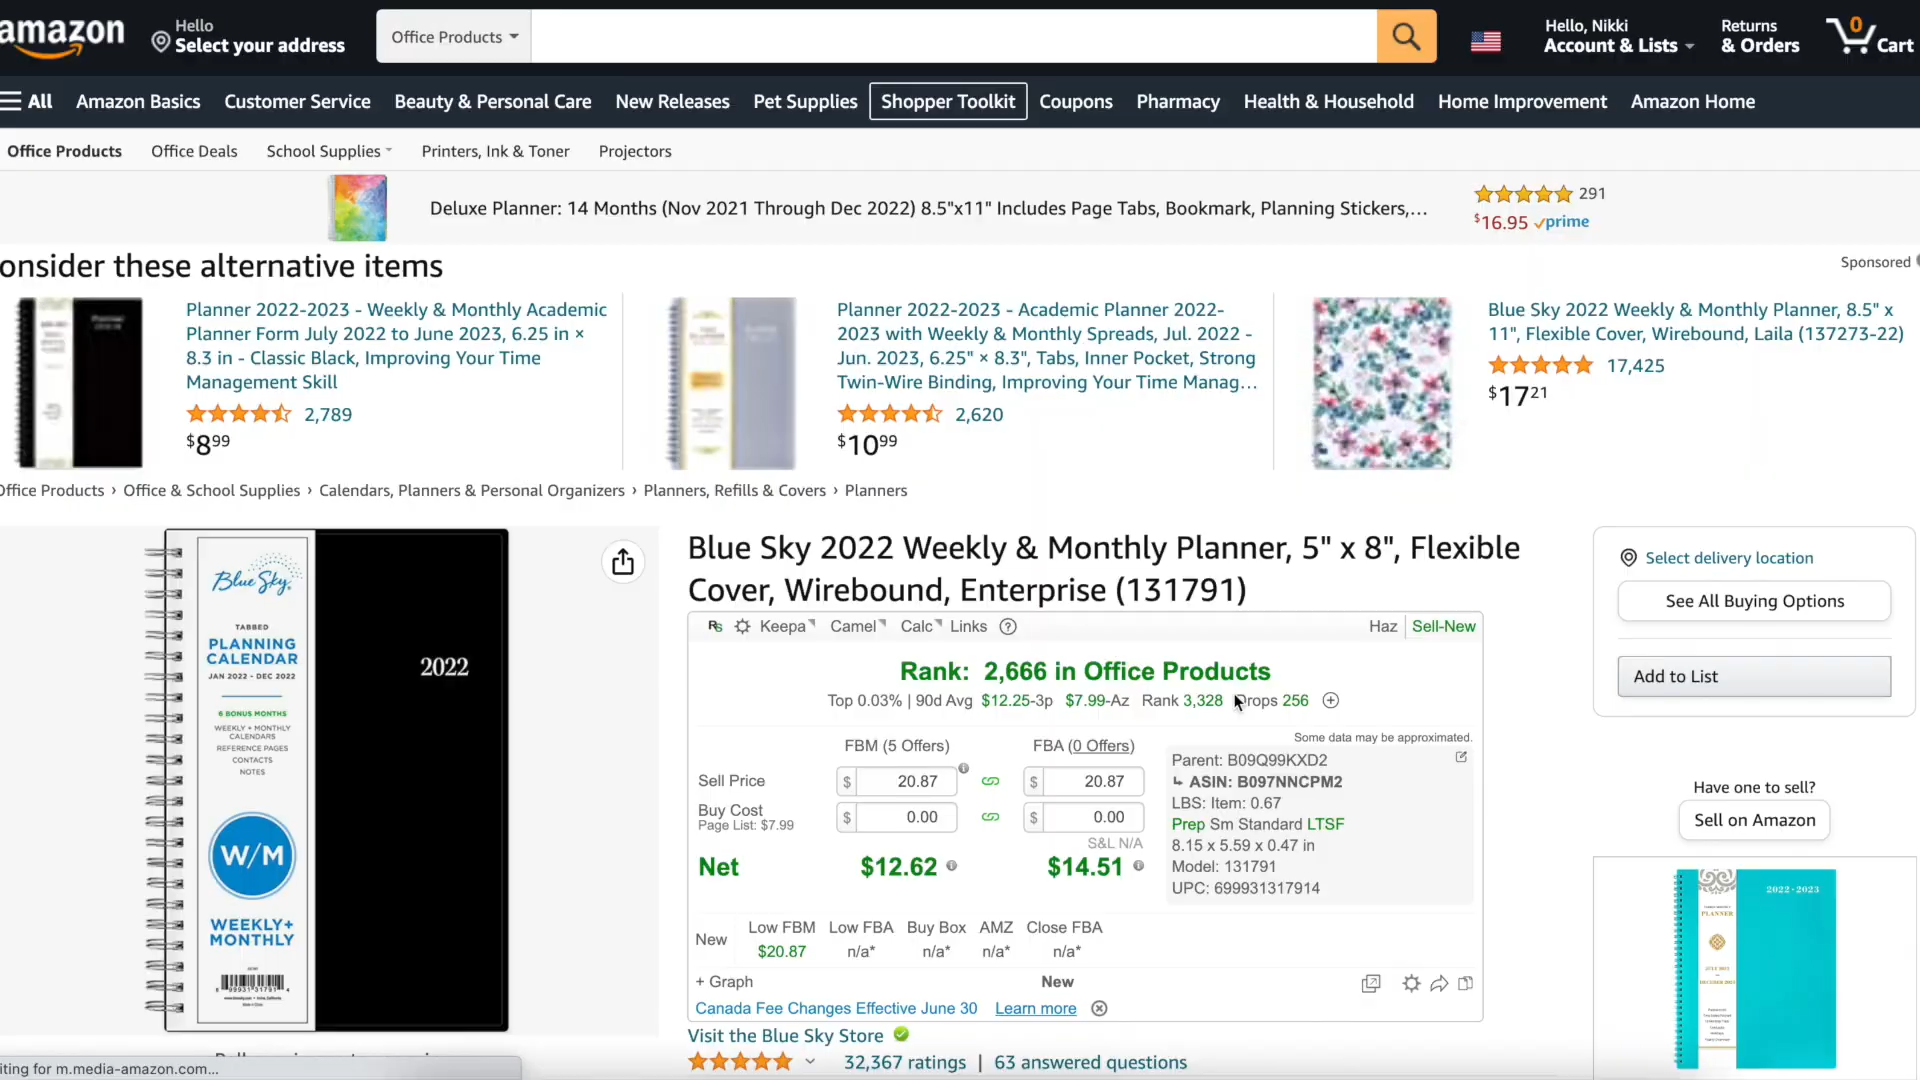 amazon
Hello
Select your address
Office Products
Hello, Nikki
Account & Lists
Returns
& Orders
0
Cart
All
Amazon Basics
Customer Service
Beauty & Personal Care
New Releases
Pet Supplies
Shopper Toolkit
Coupons
Pharmacy
Health & Household
Home Improvement
Amazon Home
Office Products
Office Deals
School Supplies
Printers, Ink & Toner
Projectors
Deluxe Planner: 14 Months (Nov 2021 Through Dec 2022) 8.5"x11" Includes Page Tabs, Bookmark, Planning Stickers,...
291
$16.95 prime
onsider these alternative items
Sponsored
Planner 2022-2023 - Weekly & Monthly Academic
Planner Form July 2022 to June 2023, 6.25 in ×
8.3 in - Classic Black, Improving Your Time
Management Skill
2,789
$899
Planner 2022-2023 - Academic Planner 2022-
2023 with Weekly & Monthly Spreads, Jul. 2022 -
Jun. 2023, 6.25" × 8.3", Tabs, Inner Pocket, Strong
Twin-Wire Binding, Improving Your Time Manag...
2,620
$1099
Blue Sky 2022 Weekly & Monthly Planner, 8.5" x
11", Flexible Cover, Wirebound, Laila (137273-22)
17,425
$1721
Office Products › Office & School Supplies › Calendars, Planners & Personal Organizers › Planners, Refills & Covers › Planners
Blue Sky
TABBED
PLANNING
CALENDAR
JAN 2022 - DEC 2022
6 BONUS MONTHS
WEEKLY + MONTHLY
CALENDARS
REFERENCE PAGES
CONTACTS
NOTES
W/M
WEEKLY+
MONTHLY
2022
Blue Sky 2022 Weekly & Monthly Planner, 5" x 8", Flexible
Cover, Wirebound, Enterprise (131791)
Rs
Keepa
Camel
Calc
Links
?
Haz
Sell-New
Rank: 2,666 in Office Products
Top 0.03% | 90d Avg $12.25-3p $7.99-Az Rank 3,328 Drops 256
Some data may be approximated.
FBM (5 Offers)
FBA (0 Offers)
Sell Price
$ 20.87
$ 20.87
Buy Cost
Page List: $7.99
$ 0.00
$ 0.00
S&L N/A
Net
$12.62
$14.51
Parent: B09Q99KXD2
ASIN: B097NNCPM2
LBS: Item: 0.67
Prep Sm Standard LTSF
8.15 x 5.59 x 0.47 in
Model: 131791
UPC: 699931317914
Low FBM Low FBA Buy Box AMZ Close FBA
New
$20.87 n/a* n/a* n/a* n/a*
+ Graph
New
Canada Fee Changes Effective June 30 Learn more
Visit the Blue Sky Store
32,367 ratings | 63 answered questions
Select delivery location
See All Buying Options
Add to List
Have one to sell?
Sell on Amazon
2022-2023
PLANNER
iting for m.media-amazon.com...